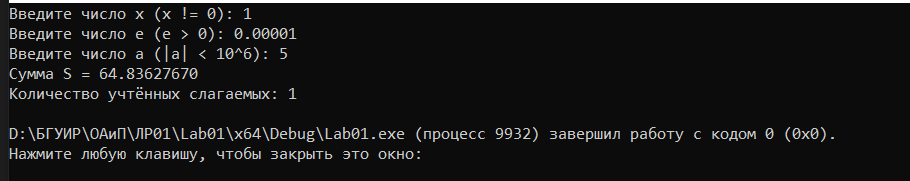 Введите число x (x != 0): 1
Введите число e (e > 0): 0.00001
Введите число a (|a| < 10^6): 5
Сумма S = 64.83627670
Количество учтённых слагаемых: 1
D:\БГУИР\ОАиП\ЛР01\Lab01\x64\Debug\Lab01.exe (процесс 9932) завершил работу с кодом 0 (0x0).
Нажмите любую клавишу, чтобы закрыть это окно: